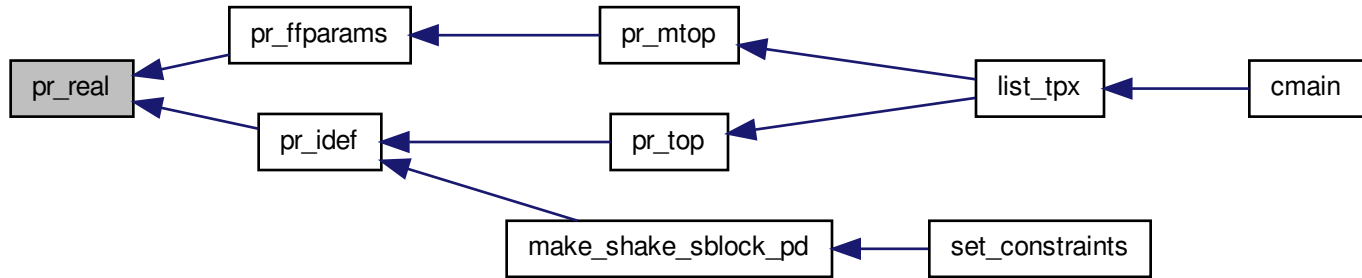 pr_real
pr_ffparams
pr_mtop
list_tpx
cmain
pr_idef
pr_top
make_shake_sblock_pd
set_constraints